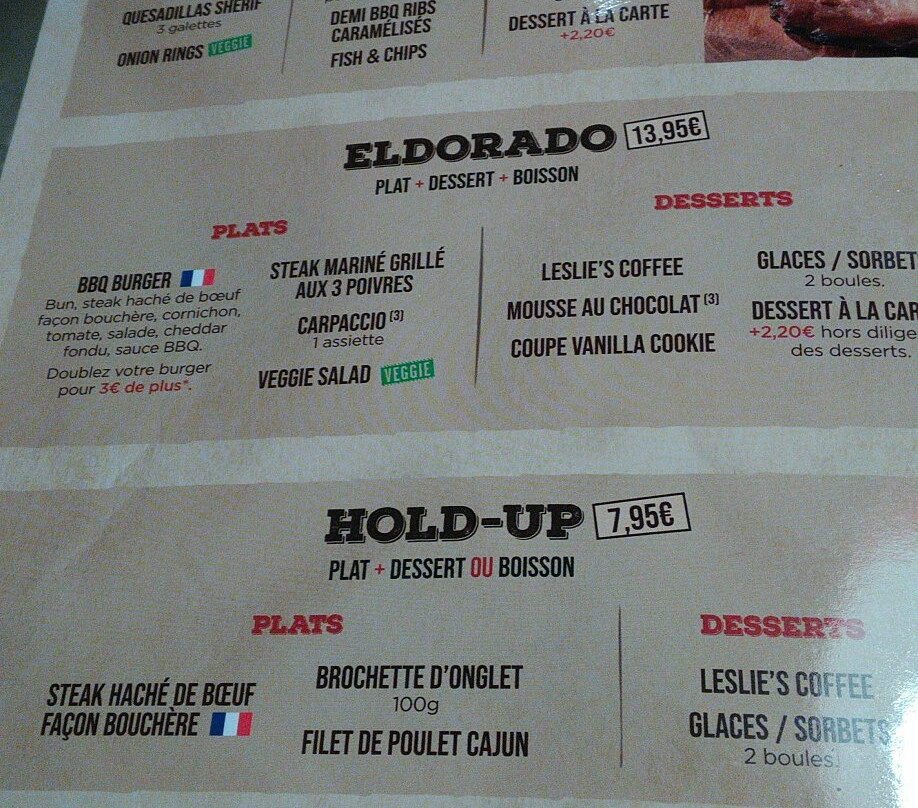 QUESADILLAS SHÉRIF
3 galettes
ONION RINGS VEGGIE
DEMI BBQ RIBS
CARAMÉLISÉS
FISH & CHIPS
DESSERT À LA CARTE
+2,20€
ELDORADO 13,95€
PLAT + DESSERT + BOISSON
PLATS
BBQ BURGER
Bun, steak haché de bœuf
façon bouchère, cornichon,
tomate, salade, cheddar
fondu, sauce BBQ.
Doublez votre burger
pour 3€ de plus*.
STEAK MARINÉ GRILLÉ
AUX 3 POIVRES
CARPACCIO (3)
1 assiette
VEGGIE SALAD VEGGIE
DESSERTS
LESLIE'S COFFEE
MOUSSE AU CHOCOLAT (3)
COUPE VANILLA COOKIE
GLACES / SORBET
2 boules.
DESSERT À LA CAR
+2,20€ hors dilige
des desserts.
HOLD-UP 7,95€
PLAT + DESSERT OU BOISSON
PLATS
STEAK HACHÉ DE BŒUF
FAÇON BOUCHÈRE
BROCHETTE D'ONGLET
100g
FILET DE POULET CAJUN
DESSERTS
LESLIE'S COFFEE
GLACES / SORBETS
2 boules.